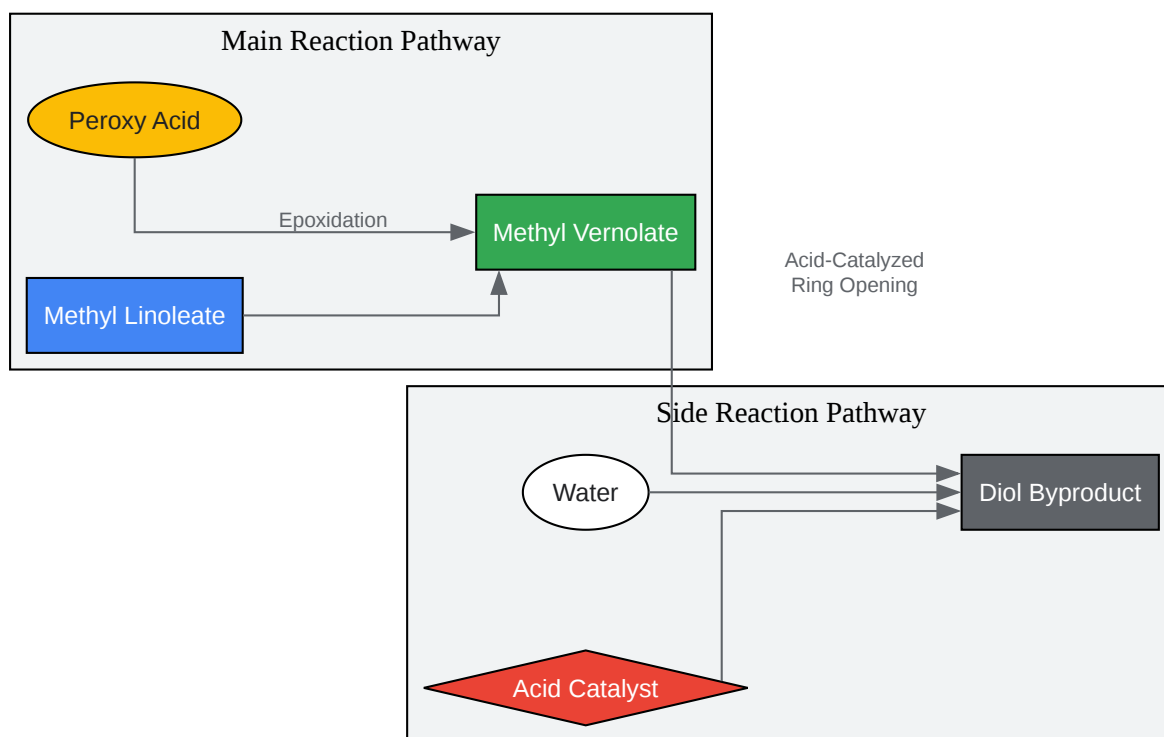 Main Reaction Pathway
Peroxy Acid
Epoxidation
Methyl Vernolate
Methyl Linoleate
Acid-Catalyzed
Ring Opening
Side Reaction Pathway
Water
Diol Byproduct
Acid Catalyst